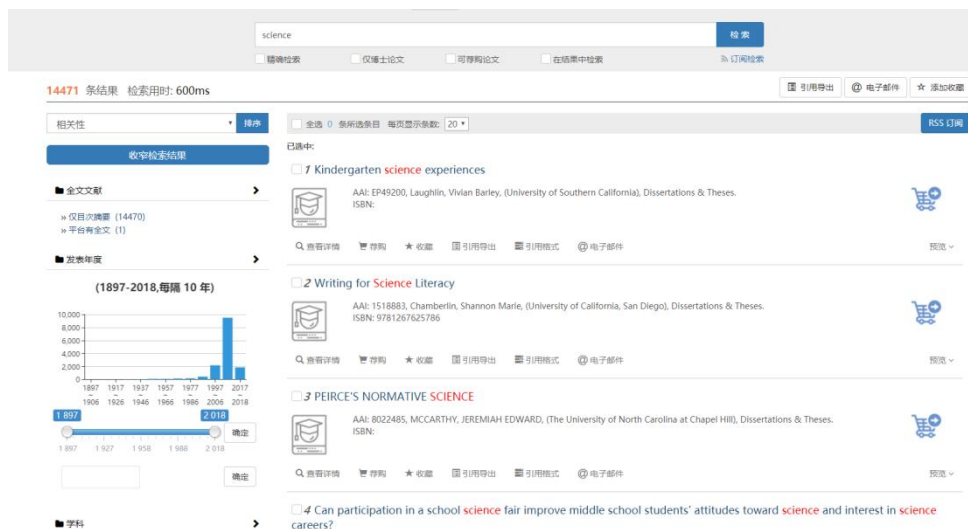 science
检 索
精确检索 仅博士论文 可荐购论文 在结果中检索 订阅检索
14471 条结果 检索用时: 600ms
引用导出 @ 电子邮件 ☆ 添加收藏
相关性 排序
全选 0 条所选条目 每页显示条数: 20
RSS 订阅
收窄检索结果
已选中:
1 Kindergarten science experiences
AAI: EP49200, Laughlin, Vivian Barley, (University of Southern California), Dissertations & Theses.
ISBN:
查看详情 荐购 ★ 收藏 引用导出 引用格式 @ 电子邮件 预览
全文文献
» 仅目次摘要 (14470)
» 平台有全文 (1)
发表年度
(1897-2018,每隔 10 年)
10,000
8,000
6,000
4,000
2,000
0
1897 1917 1937 1957 1977 1997 2017
~ ~ ~ ~ ~ ~ ~
1906 1926 1946 1966 1986 2006 2018
1 897 2 018
确定
1 897 1 927 1 958 1 988 2 018
确定
学科
2 Writing for Science Literacy
AAI: 1518883, Chamberlin, Shannon Marie, (University of California, San Diego), Dissertations & Theses.
ISBN: 9781267625786
查看详情 荐购 ★ 收藏 引用导出 引用格式 @ 电子邮件 预览
3 PEIRCE'S NORMATIVE SCIENCE
AAI: 8022485, MCCARTHY, JEREMIAH EDWARD, (The University of North Carolina at Chapel Hill), Dissertations & Theses.
ISBN:
查看详情 荐购 ★ 收藏 引用导出 引用格式 @ 电子邮件 预览
4 Can participation in a school science fair improve middle school students' attitudes toward science and interest in science
careers?